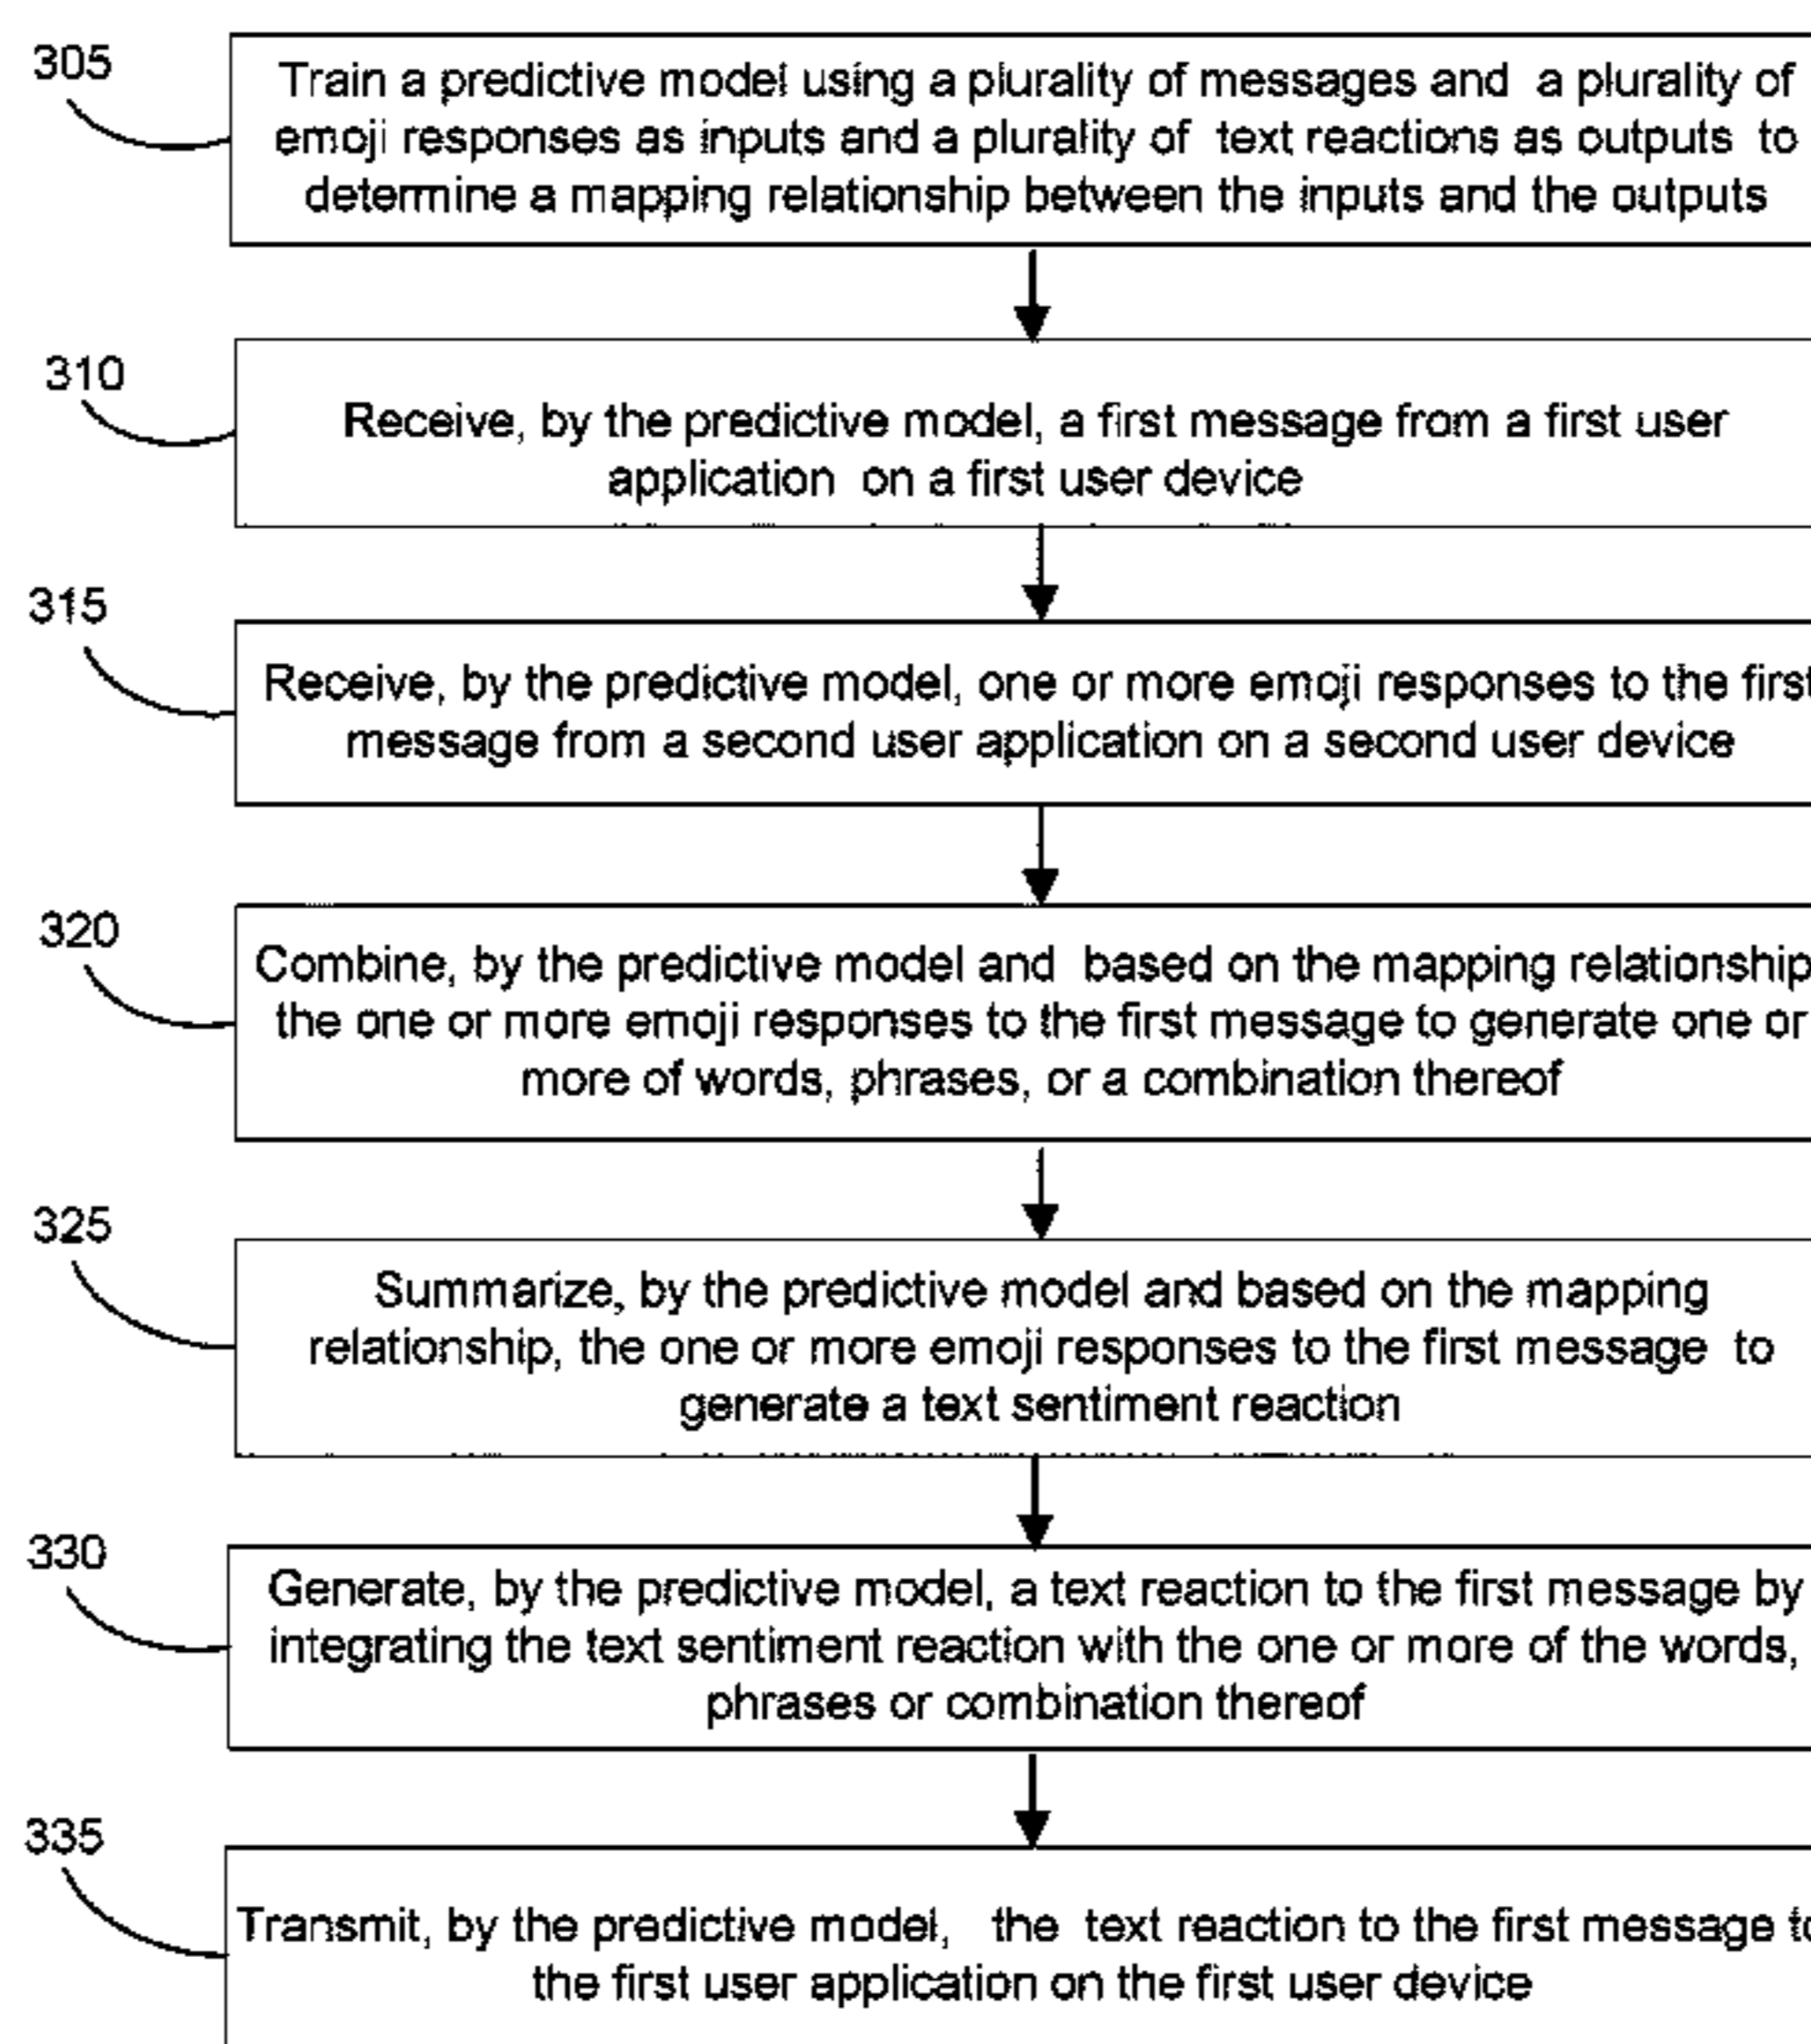 305
Train a predictive model using a plurality of messages and a plurality of
emoji responses as inputs and a plurality of text reactions as outputs to
determine a mapping relationship between the inputs and the outputs
310
Receive, by the predictive model, a first message from a first user
application on a first user device
315
Receive, by the predictive model, one or more emoji responses to the first
message from a second user application on a second user device
320
Combine, by the predictive model and based on the mapping relationship
the one or more emoji responses to the first message to generate one or
more of words, phrases, or a combination thereof
325
Summarize, by the predictive model and based on the mapping
relationship, the one or more emoji responses to the first message to
generate a text sentiment reaction
330
Generate, by the predictive model, a text reaction to the first message by
integrating the text sentiment reaction with the one or more of the words,
phrases or combination thereof
335
Transmit, by the predictive model, the text reaction to the first message to
the first user application on the first user device